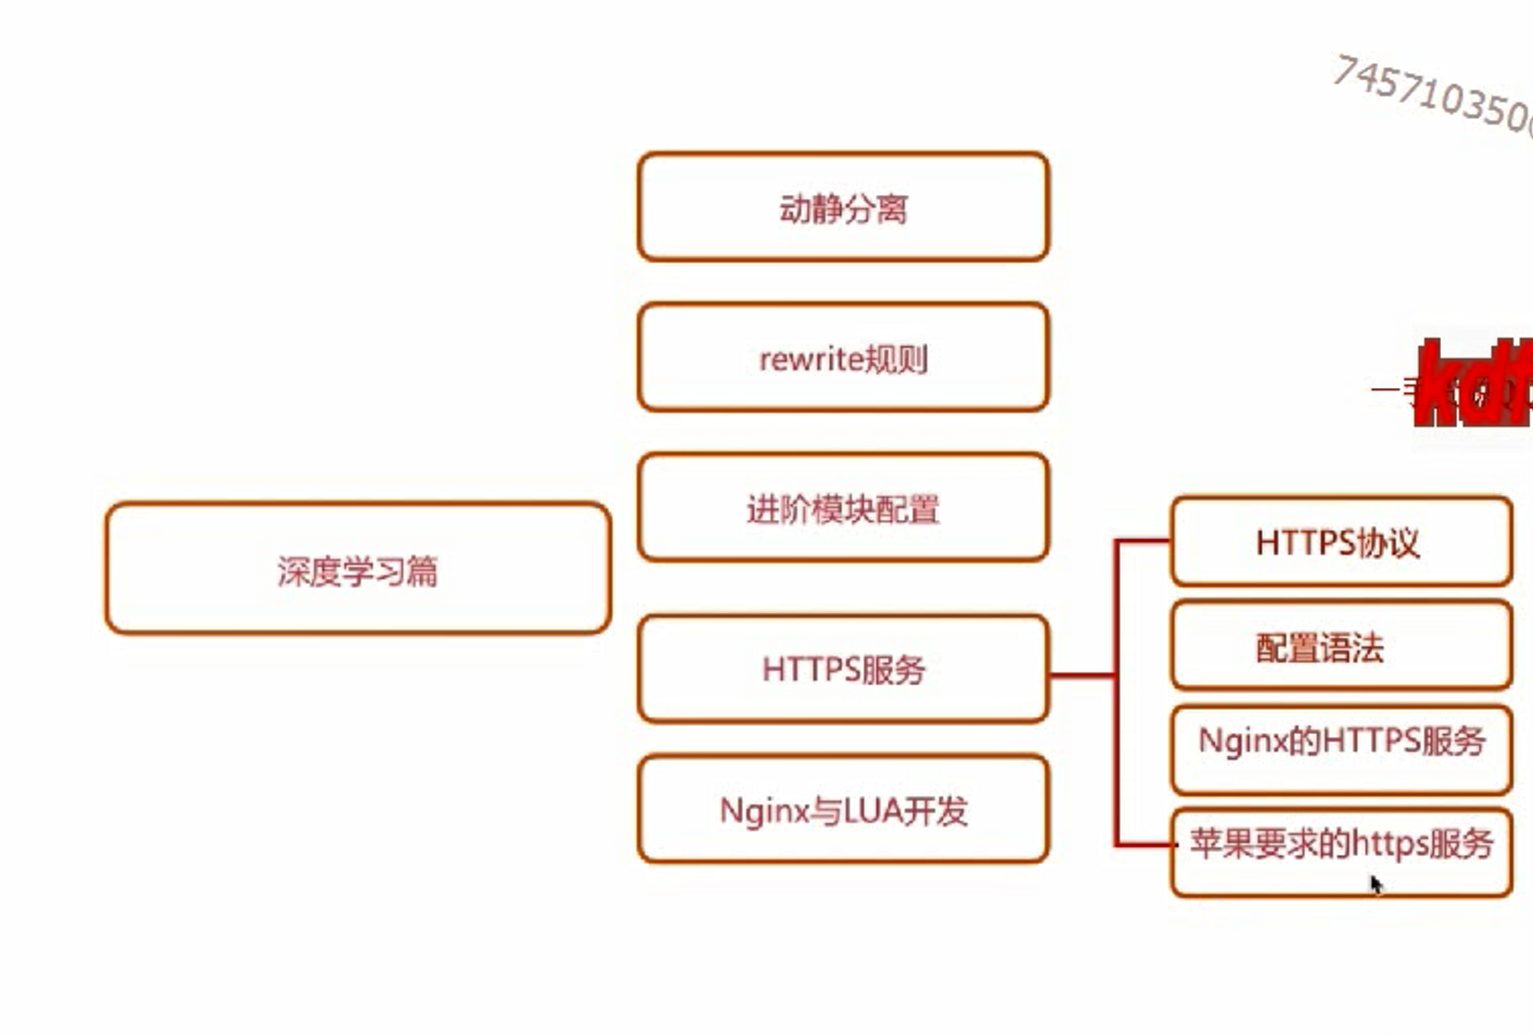 745710350
动静分离
rewrite规则
进阶模块配置
深度学习篇
HTTPS服务
Nginx与LUA开发
HTTPS协议
配置语法
Nginx的HTTPS服务
苹果要求的https服务